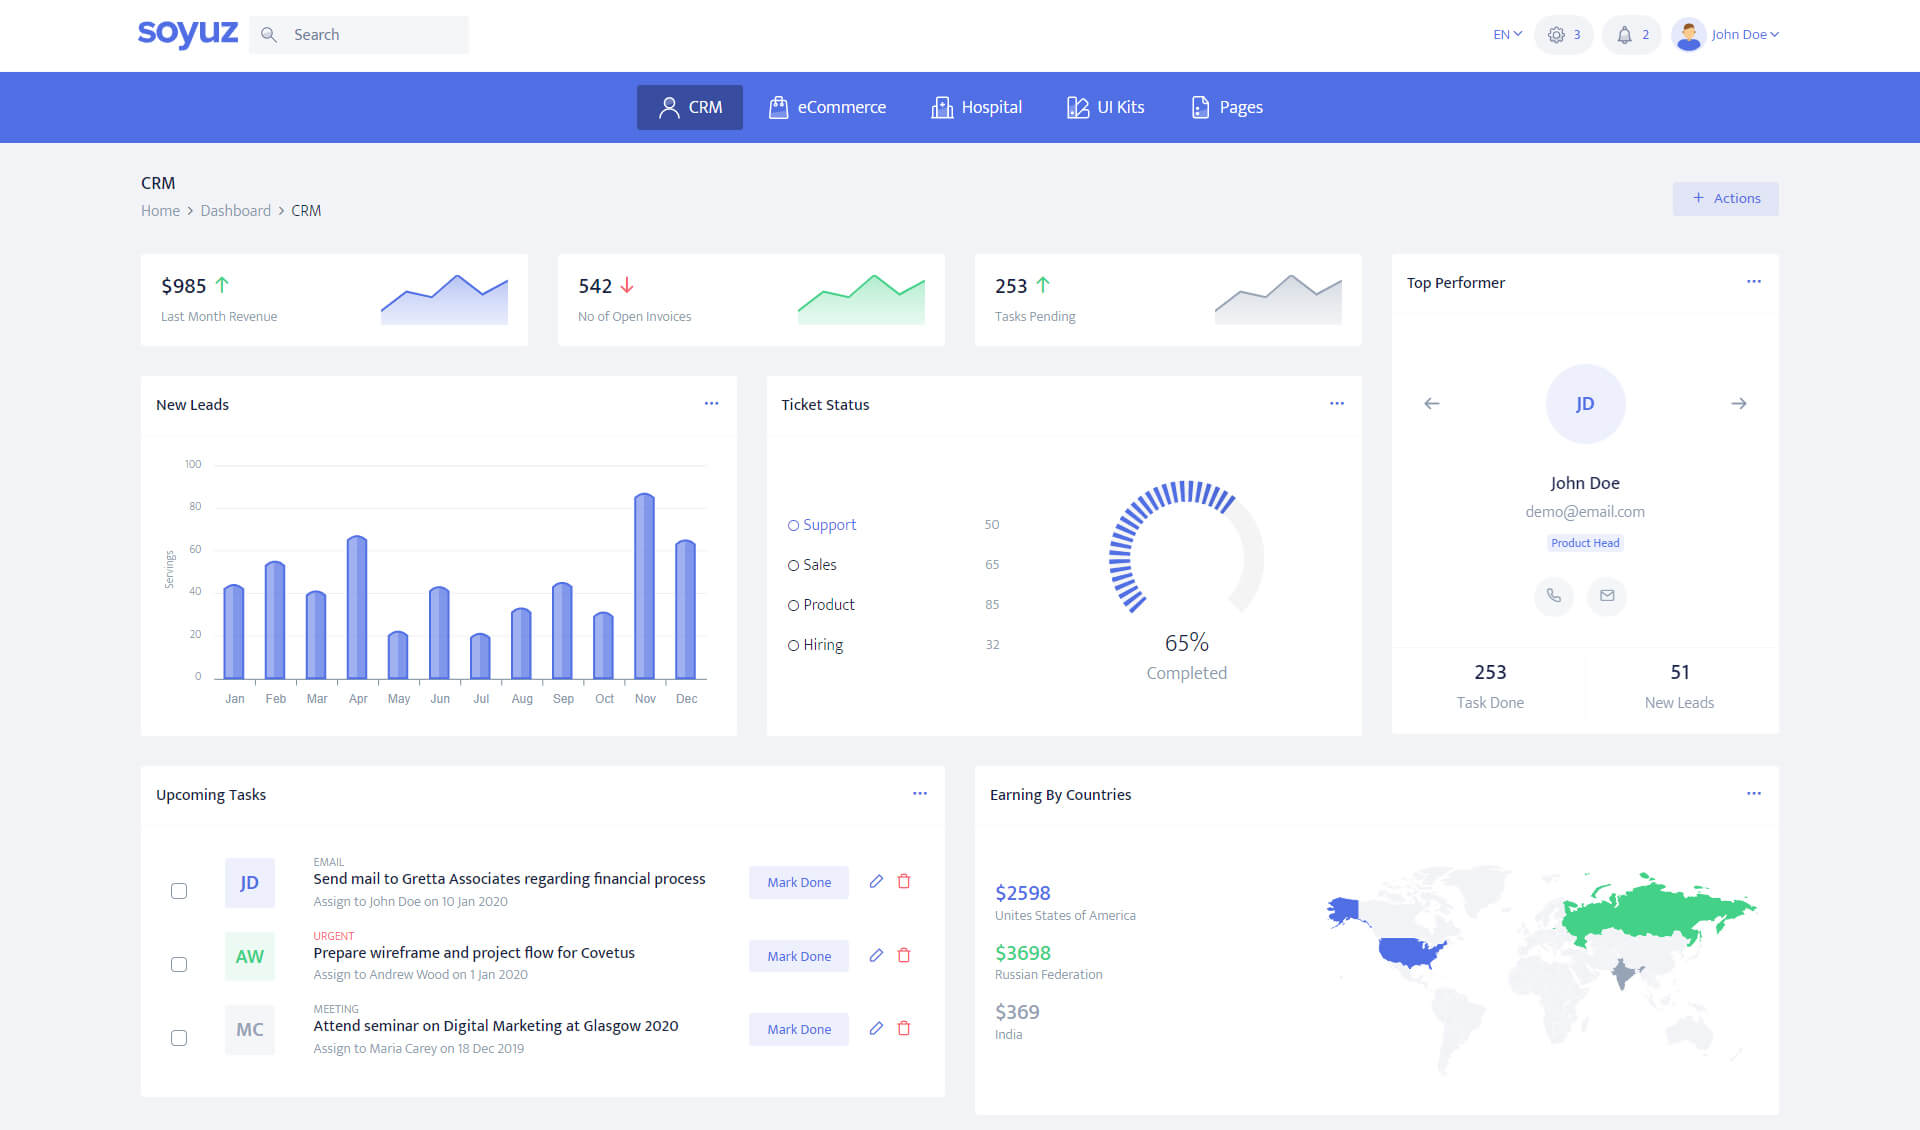 soyuz
Search
EN
3
2
John Doe
CRM
eCommerce
Hospital
UI Kits
Pages
CRM
Home > Dashboard > CRM
+ Actions
$985
Last Month Revenue
542
No of Open Invoices
253
Tasks Pending
Top Performer
JD
John Doe
demo@email.com
Product Head
253
Task Done
51
New Leads
New Leads
Servings
100
80
60
40
20
0
Jan Feb Mar Apr May Jun Jul Aug Sep Oct Nov Dec
Ticket Status
Support 50
Sales 65
Product 85
Hiring 32
65%
Completed
Upcoming Tasks
JD
EMAIL
Send mail to Gretta Associates regarding financial process
Assign to John Doe on 10 Jan 2020
Mark Done
AW
URGENT
Prepare wireframe and project flow for Covetus
Assign to Andrew Wood on 1 Jan 2020
Mark Done
MC
MEETING
Attend seminar on Digital Marketing at Glasgow 2020
Assign to Maria Carey on 18 Dec 2019
Mark Done
Earning By Countries
$2598
Unites States of America
$3698
Russian Federation
$369
India